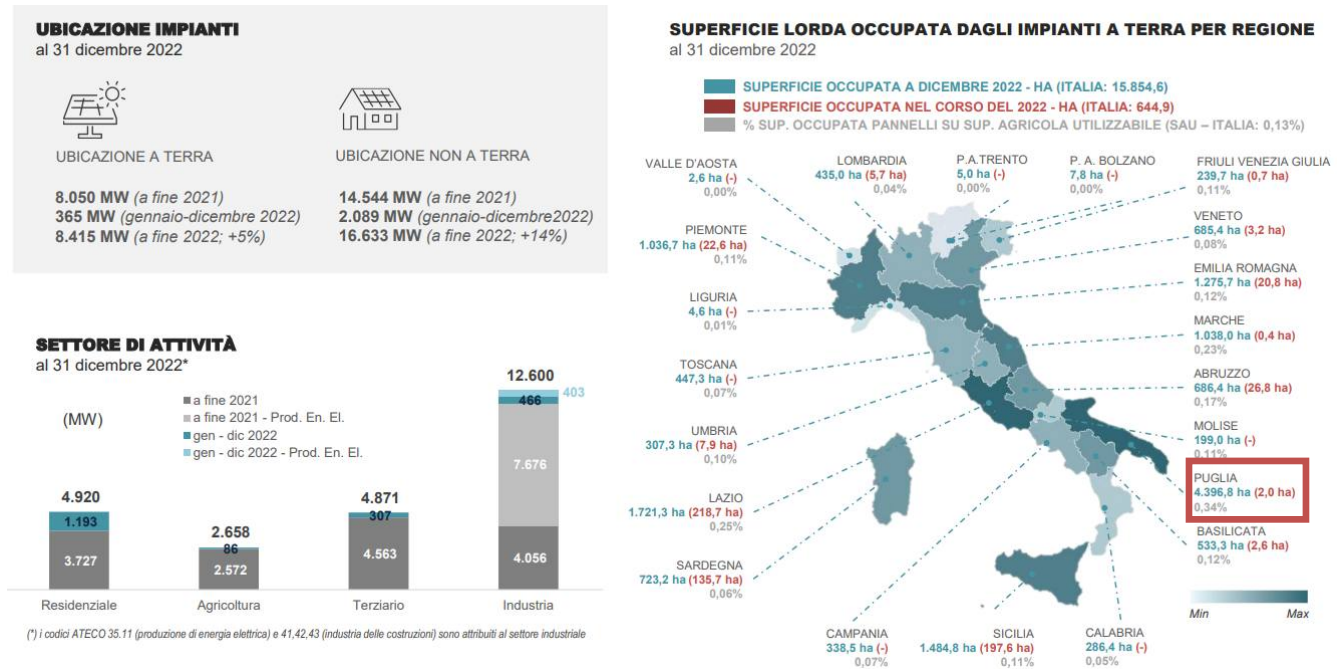 UBICAZIONE IMPIANTI
al 31 dicembre 2022
UBICAZIONE A TERRA
8.050 MW (a fine 2021)
365 MW (gennaio-dicembre 2022)
8.415 MW (a fine 2022; +5%)
UBICAZIONE NON A TERRA
14.544 MW (a fine 2021)
2.089 MW (gennaio-dicembre2022)
16.633 MW (a fine 2022; +14%)
SETTORE DI ATTIVITÀ
al 31 dicembre 2022*
(MW)
a fine 2021
a fine 2021 - Prod. En. El.
gen - dic 2022
gen - dic 2022 - Prod. En. El.
4.920
1.193
3.727
Residenziale
2.658
86
2.572
Agricoltura
4.871
307
4.563
Terziario
12.600
403
466
7.676
4.056
Industria
(*) i codici ATECO 35.11 (produzione di energia elettrica) e 41,42,43 (industria delle costruzioni) sono attribuiti al settore industriale
SUPERFICIE LORDA OCCUPATA DAGLI IMPIANTI A TERRA PER REGIONE
al 31 dicembre 2022
SUPERFICIE OCCUPATA A DICEMBRE 2022 - HA (ITALIA: 15.854,6)
SUPERFICIE OCCUPATA NEL CORSO DEL 2022 - HA (ITALIA: 644,9)
% SUP. OCCUPATA PANNELLI SU SUP. AGRICOLA UTILIZZABILE (SAU – ITALIA: 0,13%)
VALLE D'AOSTA
2,6 ha (-)
0,00%
LOMBARDIA
435,0 ha (5,7 ha)
0,04%
P.A.TRENTO
5,0 ha (-)
0,00%
P. A. BOLZANO
7,8 ha (-)
0,00%
FRIULI VENEZIA GIULIA
239,7 ha (0,7 ha)
0,11%
PIEMONTE
1.036,7 ha (22,6 ha)
0,11%
LIGURIA
4,6 ha (-)
0,01%
TOSCANA
447,3 ha (-)
0,07%
UMBRIA
307,3 ha (7,9 ha)
0,10%
LAZIO
1.721,3 ha (218,7 ha)
0,25%
SARDEGNA
723,2 ha (135,7 ha)
0,06%
VENETO
685,4 ha (3,2 ha)
0,08%
EMILIA ROMAGNA
1.275,7 ha (20,8 ha)
0,12%
MARCHE
1.038,0 ha (0,4 ha)
0,23%
ABRUZZO
686,4 ha (26,8 ha)
0,17%
MOLISE
199,0 ha (-)
0,11%
PUGLIA
4.396,8 ha (2,0 ha)
0,34%
BASILICATA
533,3 ha (2,6 ha)
0,12%
Min
Max
CAMPANIA
338,5 ha (-)
0,07%
SICILIA
1.484,8 ha (197,6 ha)
0,11%
CALABRIA
286,4 ha (-)
0,05%